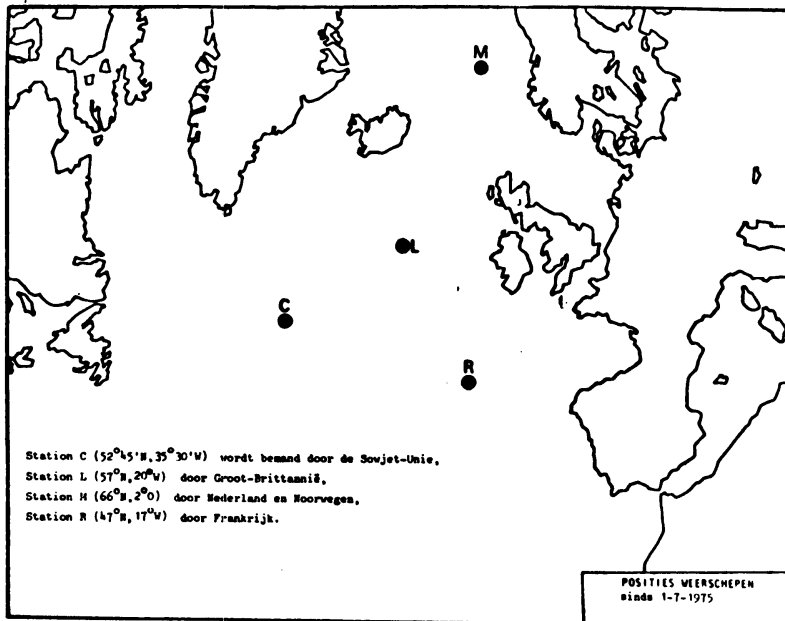 M
L
C
R
Station C (52°45'N, 35°30'W) wordt bemand door de Sowjet-Unie,
Station L (57°N, 20°W) door Groot-Brittannië,
Station M (66°N, 2°O) door Nederland en Noorwegen,
Station R (47°N, 17°W) door Frankrijk.
POSITIES WEERSCHEPEN
sinds 1-7-1975